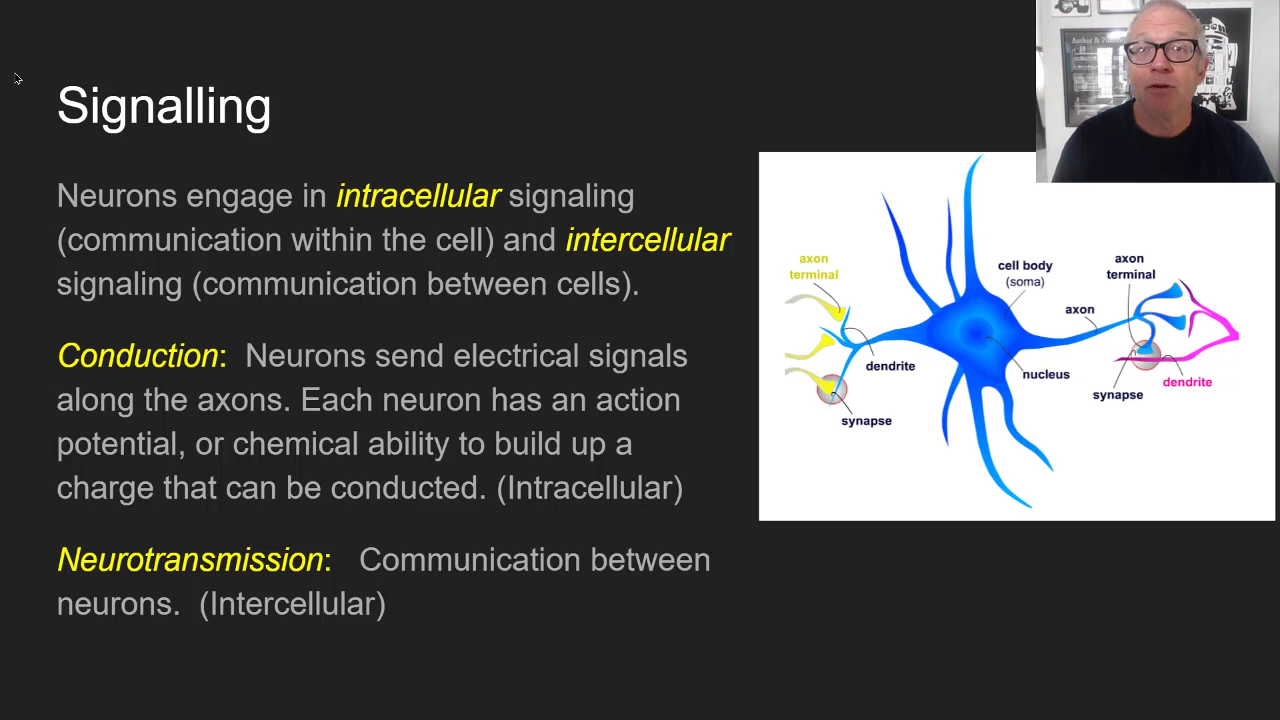 Signalling
Neurons engage in intracellular signaling
(communication within the cell) and intercellular
signaling (communication between cells).
Conduction: Neurons send electrical signals
along the axons. Each neuron has an action
potential, or chemical ability to build up a
charge that can be conducted. (Intracellular)
Neurotransmission: Communication between
neurons. (Intercellular)
axon
terminal
cell body
(soma)
axon
terminal
axon
dendrite
nucleus
dendrite
synapse
synapse
Author &